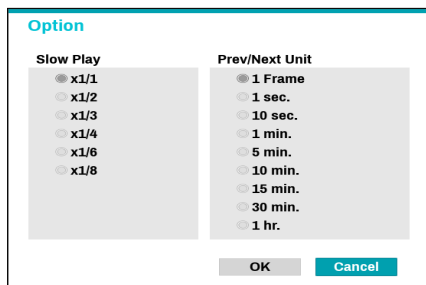 Option
Slow Play
x1/1
x1/2
x1/3
x1/4
x1/6
x1/8
Prev/Next Unit
1 Frame
1 sec.
10 sec.
1 min.
5 min.
10 min.
15 min.
30 min.
1 hr.
OK
Cancel